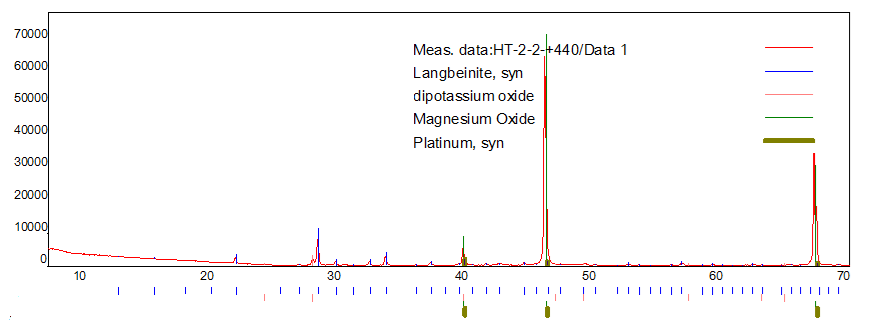 70000
Meas. data:HT-2-2-+440/Data 1
60000
Langbeinite, syn
50000
dipotassium oxide
40000
Magnesium Oxide
30000
Platinum, syn
20000
10000
0
10 20 30 40 50 60 70